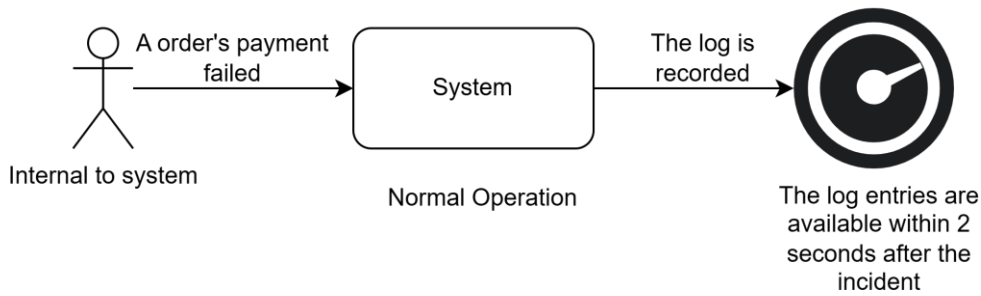 A order's payment
failed
System
The log is
recorded
Internal to system
Normal Operation
The log entries are
available within 2
seconds after the
incident